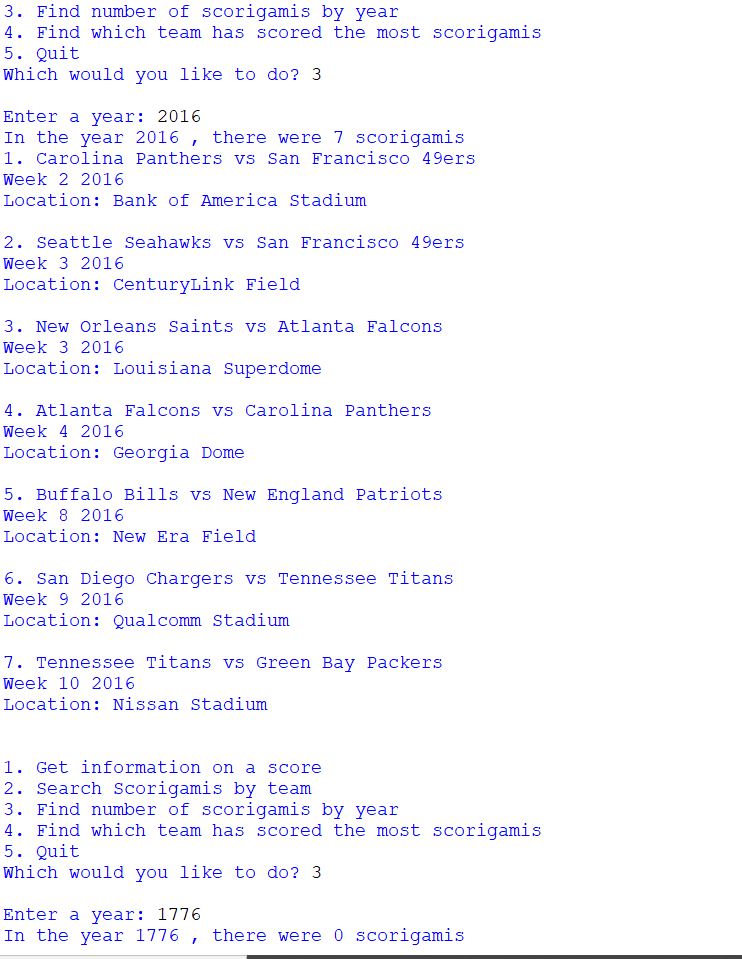 3. Find number of scorigamis by year
4. Find which team has scored the most scorigamis
5. Quit
Which would you like to do? 3
Enter a year: 2016
In the year 2016 , there were 7 scorigamis
1. Carolina Panthers vs San Francisco 49ers
Week 2 2016
Location: Bank of America Stadium
2. Seattle Seahawks vs San Francisco 49ers
Week 3 2016
Location: CenturyLink Field
3. New Orleans Saints vs Atlanta Falcons
Week 3 2016
Location: Louisiana Superdome
4. Atlanta Falcons vs Carolina Panthers
Week 4 2016
Location: Georgia Dome
5. Buffalo Bills vs New England Patriots
Week 8 2016
Location: New Era Field
6. San Diego Chargers vs Tennessee Titans
Week 9 2016
Location: Qualcomm Stadium
7. Tennessee Titans vs Green Bay Packers
Week 10 2016
Location: Nissan Stadium
1. Get information on a score
2. Search Scorigamis by team
3. Find number of scorigamis by year
4. Find which team has scored the most scorigamis
5. Quit
Which would you like to do? 3
Enter a year: 1776
In the year 1776 , there were 0 scorigamis